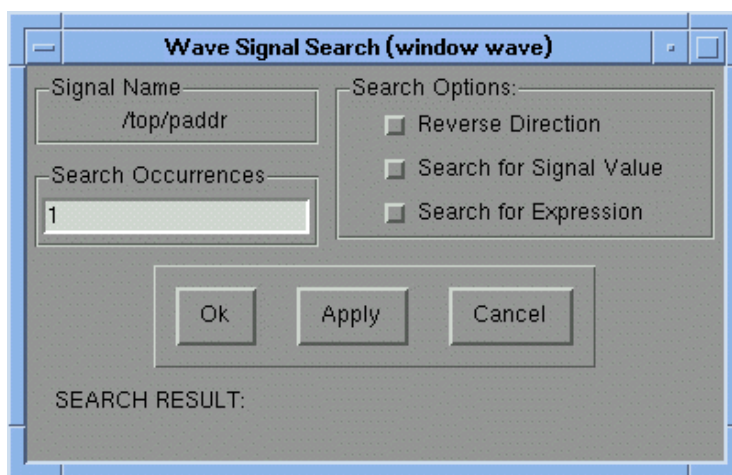 Wave Signal Search (window wave)
Signal Name
/top/paddr
Search Occurrences
1
Search Options:
Reverse Direction
Search for Signal Value
Search for Expression
Ok Apply Cancel
SEARCH RESULT: